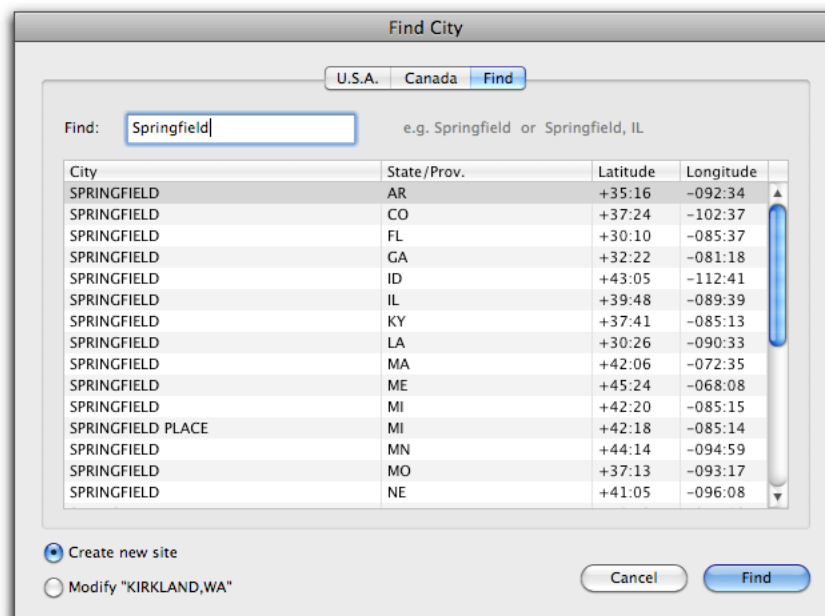 Find City
U.S.A. Canada Find
Find: Springfield e.g. Springfield or Springfield, IL
City State/Prov. Latitude Longitude
SPRINGFIELD AR +35:16 -092:34
SPRINGFIELD CO +37:24 -102:37
SPRINGFIELD FL +30:10 -085:37
SPRINGFIELD GA +32:22 -081:18
SPRINGFIELD ID +43:05 -112:41
SPRINGFIELD IL +39:48 -089:39
SPRINGFIELD KY +37:41 -085:13
SPRINGFIELD LA +30:26 -090:33
SPRINGFIELD MA +42:06 -072:35
SPRINGFIELD ME +45:24 -068:08
SPRINGFIELD MI +42:20 -085:15
SPRINGFIELD PLACE MI +42:18 -085:14
SPRINGFIELD MN +44:14 -094:59
SPRINGFIELD MO +37:13 -093:17
SPRINGFIELD NE +41:05 -096:08
Create new site
Modify "KIRKLAND,WA"
Cancel Find